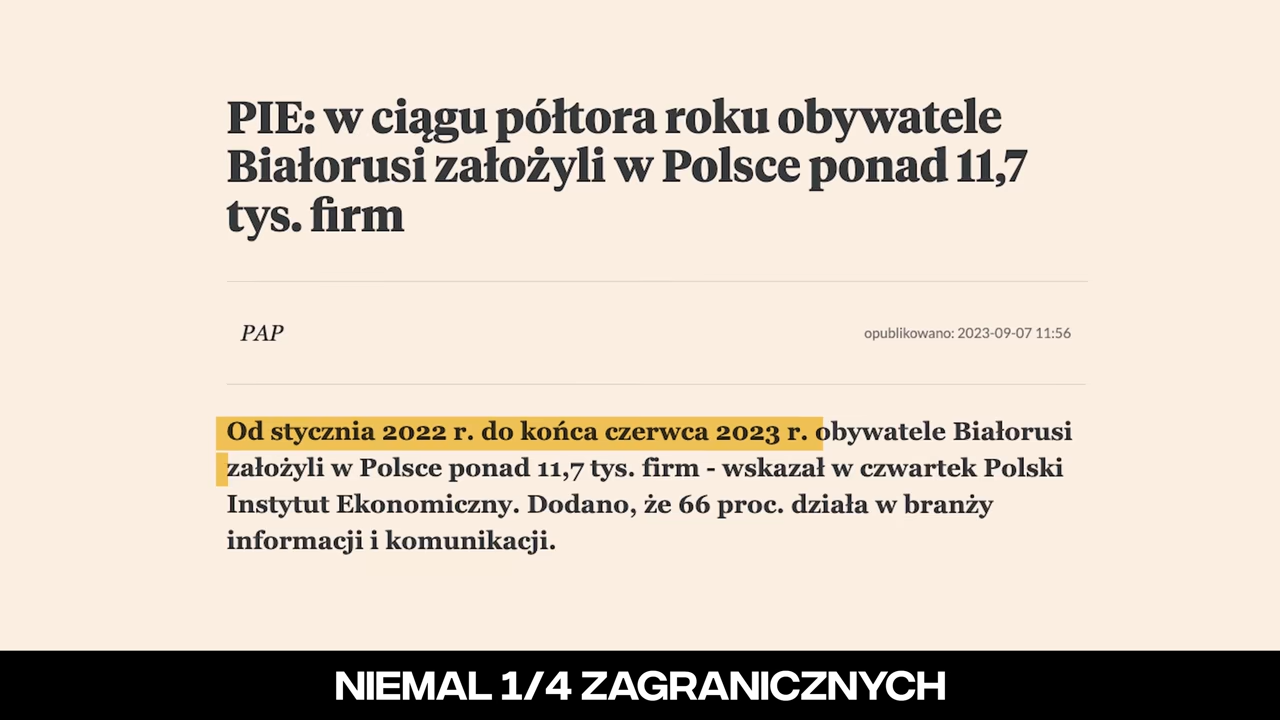 PIE: w ciągu półtora roku obywatele
Białorusi założyli w Polsce ponad 11,7
tys. firm
PAP
opublikowano: 2023-09-07 11:56
Od stycznia 2022 r. do końca czerwca 2023 r. obywatele Białorusi
założyli w Polsce ponad 11,7 tys. firm - wskazał w czwartek Polski
Instytut Ekonomiczny. Dodano, że 66 proc. działa w branży
informacji i komunikacji.
NIEMAL 1/4 ZAGRANICZNYCH